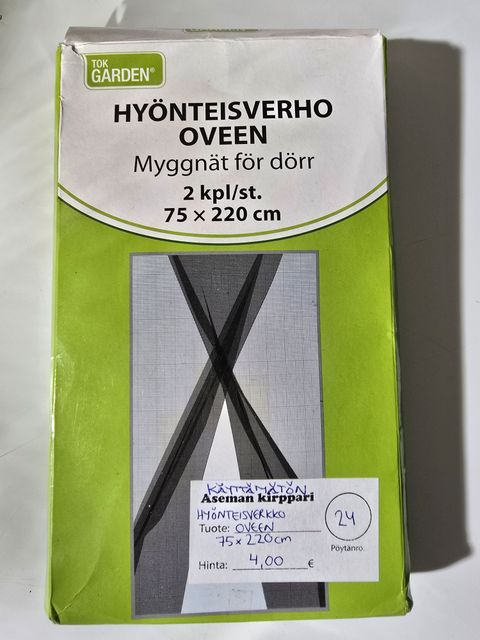 TOK
GARDEN®
HYÖNTEISVERHO
OVEEN
Myggnät för dörr
2 kpl/st.
75 × 220 cm
KÄYTTÄMÄTÖN
Aseman kirppari
HYÖNTEISVERKKO
Tuote: OVEEN
75 x 220 cm
Hinta: 4,00 €
24
Pöytänro.